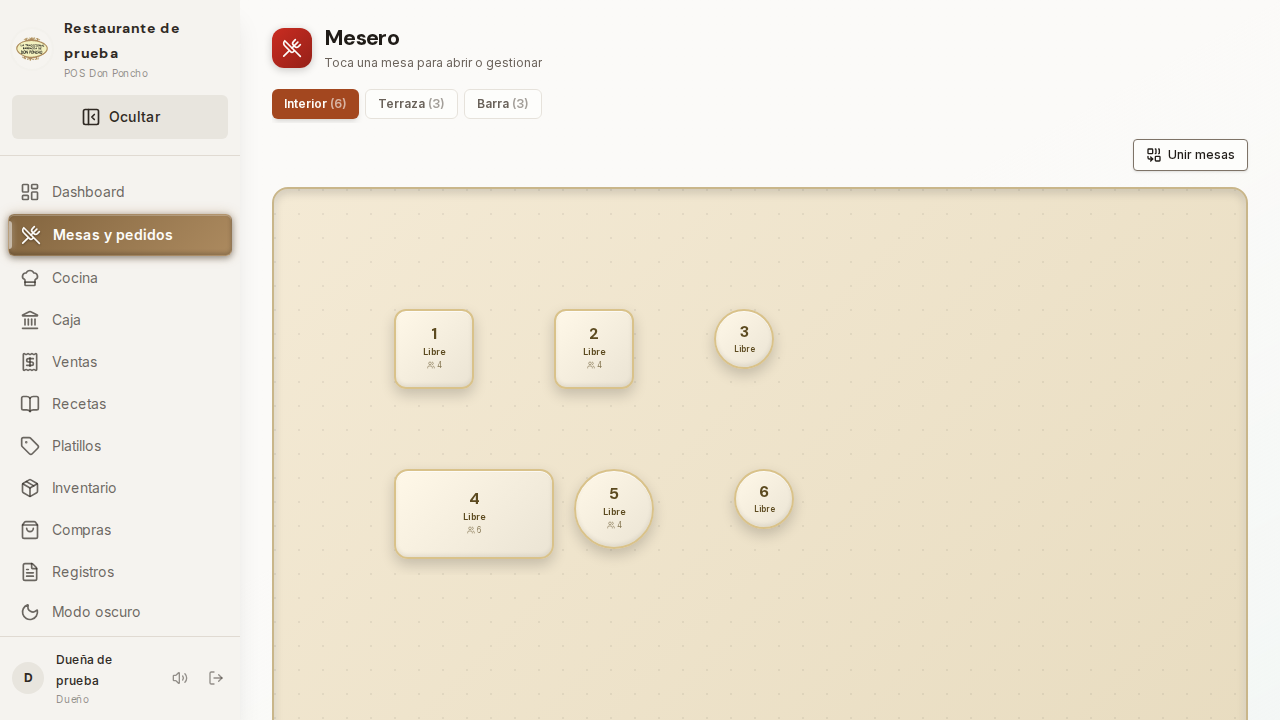 Restaurante de
prueba
POS Don Poncho
Ocultar
Dashboard
Mesas y pedidos
Cocina
Caja
Ventas
Recetas
Platillos
Inventario
Compras
Registros
Modo oscuro
D
Dueña de
prueba
Dueño
Mesero
Toca una mesa para abrir o gestionar
Interior (6)
Terraza (3)
Barra (3)
Unir mesas
1
Libre
4
2
Libre
4
3
Libre
4
Libre
6
5
Libre
4
6
Libre